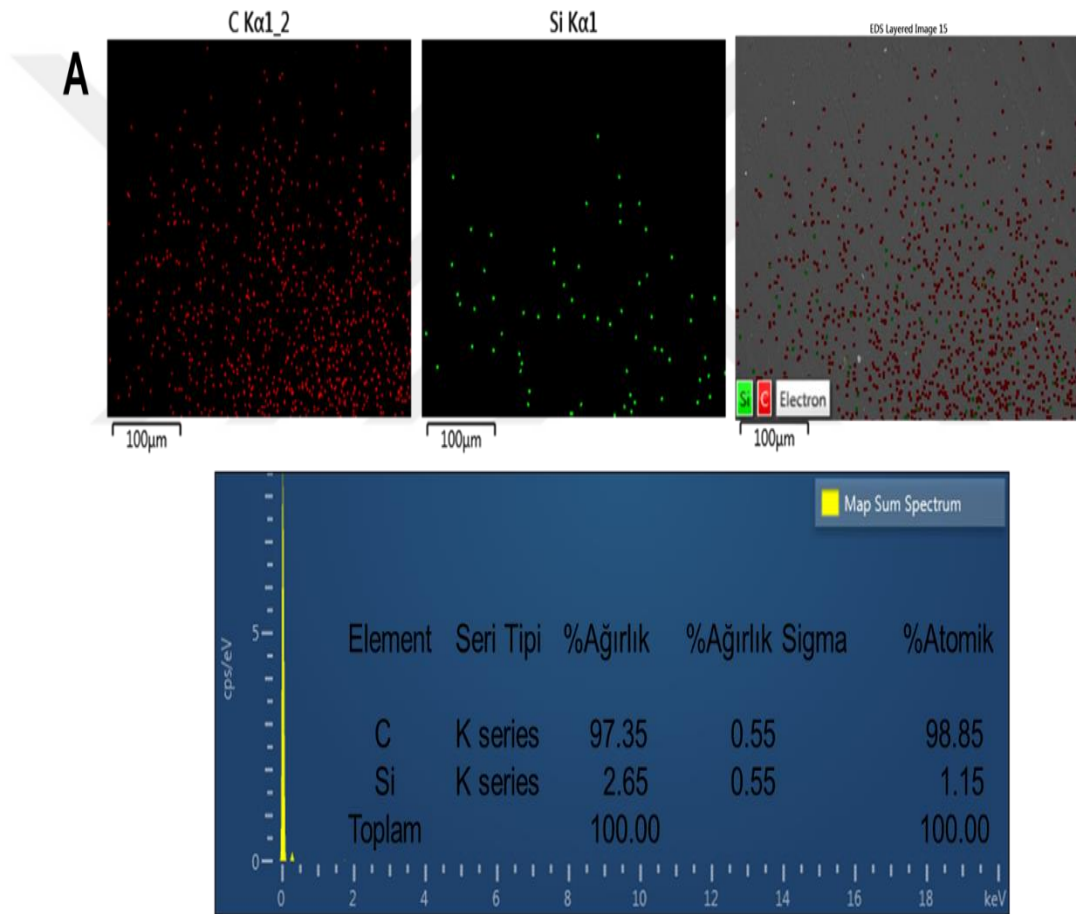 C Kα1_2
Si Kα1
EDS Layered Image 15
A
Si C Electron
100µm
100µm
100µm
Map Sum Spectrum
cps/eV
5
0
Element Seri Tipi %Ağırlık %Ağırlık Sigma %Atomik
C K series 97.35 0.55 98.85
Si K series 2.65 0.55 1.15
Toplam 100.00 100.00
0 2 4 6 8 10 12 14 16 18 keV